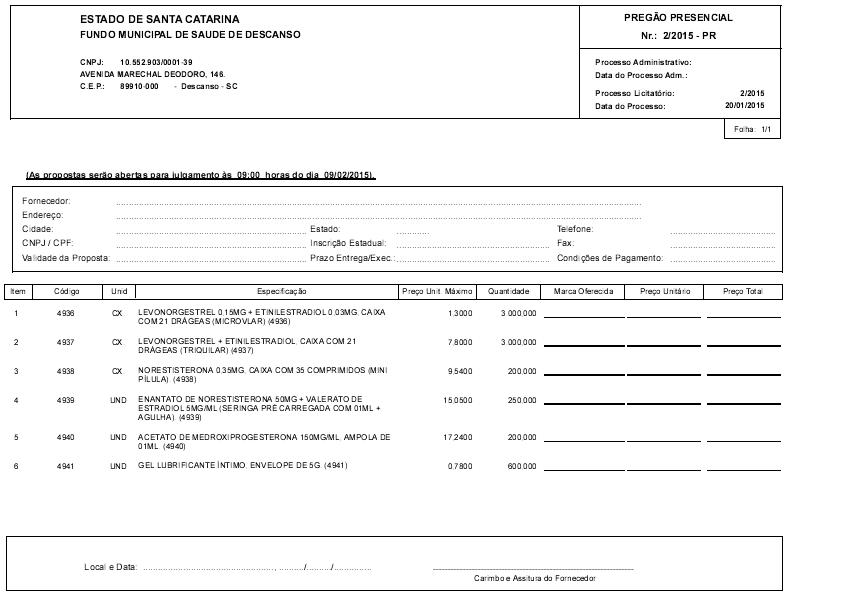 ESTADO DE SANTA CATARINA
FUNDO MUNICIPAL DE SAUDE DE DESCANSO
CNPJ: 10.552.903/0001-39
AVENIDA MARECHAL DEODORO, 146.
C.E.P.: 89910-000 - Descanso - SC
PREGÃO PRESENCIAL
Nr.: 2/2015 - PR
Processo Administrativo:
Data do Processo Adm.:
Processo Licitatório: 2/2015
Data do Processo: 20/01/2015
Folha: 1/1
(As propostas serão abertas para julgamento às 09:00 horas do dia 09/02/2015).
Fornecedor:
Endereço:
Cidade: Estado: Telefone:
CNPJ / CPF: Inscrição Estadual: Fax:
Validade da Proposta: Prazo Entrega/Exec.: Condições de Pagamento:
Item Código Unid Especificação Preço Unit. Máximo Quantidade Marca Oferecida Preço Unitário Preço Total
1 4936 CX LEVONORGESTREL 0,15MG + ETINILESTRADIOL 0,03MG, CAIXA 1,3000 3.000,000
COM 21 DRÁGEAS (MICROVLAR) (4936)
2 4937 CX LEVONORGESTREL + ETINILESTRADIOL, CAIXA COM 21 7,8000 3.000,000
DRÁGEAS (TRIQUILAR) (4937)
3 4938 CX NORESTISTERONA 0,35MG, CAIXA COM 35 COMPRIMIDOS (MINI 9,5400 200,000
PÍLULA). (4938)
4 4939 UND ENANTATO DE NORESTISTERONA 50MG + VALERATO DE 15,0500 250,000
ESTRADIOL 5MG/ML (SERINGA PRÉ CARREGADA COM 01ML +
AGULHA). (4939)
5 4940 UND ACETATO DE MEDROXIPROGESTERONA 150MG/ML, AMPOLA DE 17,2400 200,000
01ML. (4940)
6 4941 UND GEL LUBRIFICANTE ÍNTIMO, ENVELOPE DE 5G. (4941) 0,7800 600,000
Local e Data: ......................................................, ........../........../...............
Carimbo e Assitura do Fornecedor